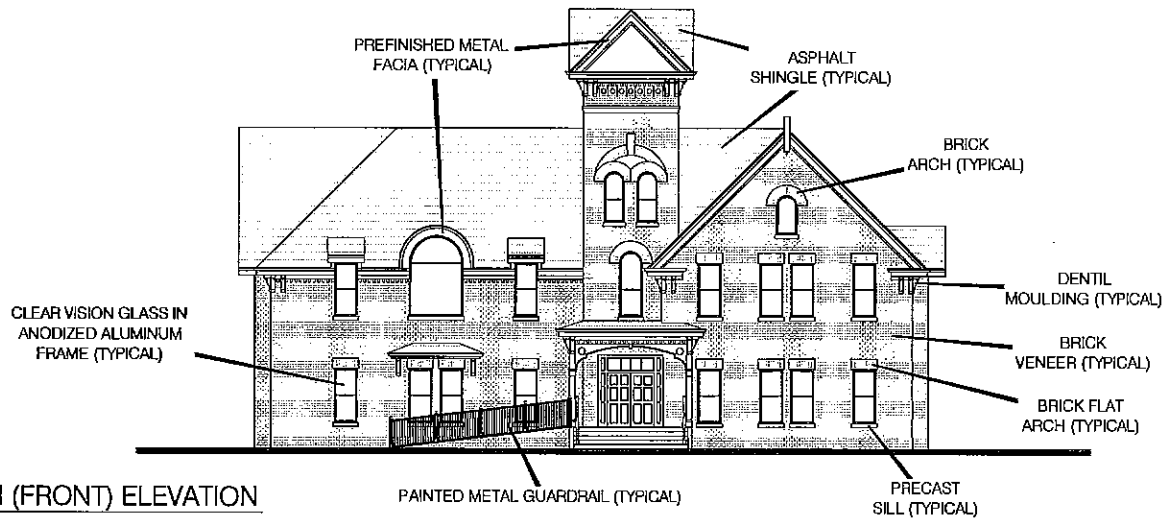 PREFINISHED METAL
FACIA (TYPICAL)
ASPHALT
SHINGLE (TYPICAL)
BRICK
ARCH (TYPICAL)
DENTIL
MOULDING (TYPICAL)
CLEAR VISION GLASS IN
ANODIZED ALUMINUM
FRAME (TYPICAL)
BRICK
VENEER (TYPICAL)
BRICK FLAT
ARCH (TYPICAL)
PAINTED METAL GUARDRAIL (TYPICAL)
PRECAST
SILL (TYPICAL)
(FRONT) ELEVATION